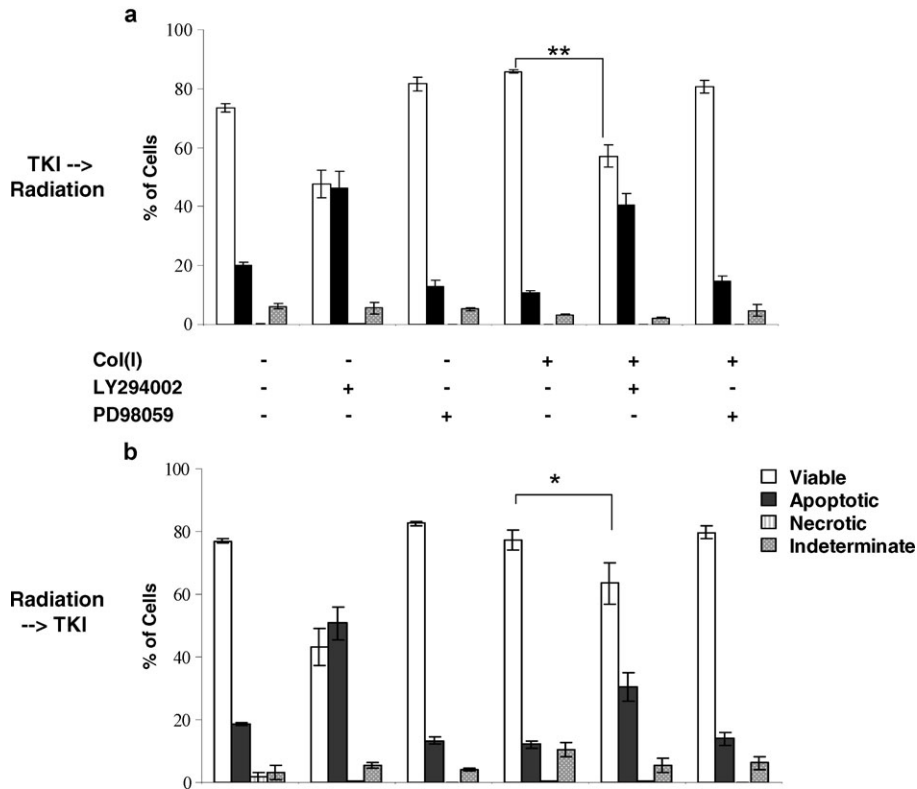 a
100
80
60
40
20
0
% of Cells
TKI -->
Radiation
**
Col(I) - - - + + +
LY294002 - + - - + -
PD98059 - - + - - +
b
100
80
60
40
20
0
% of Cells
Radiation
--> TKI
*
Viable
Apoptotic
Necrotic
Indeterminate